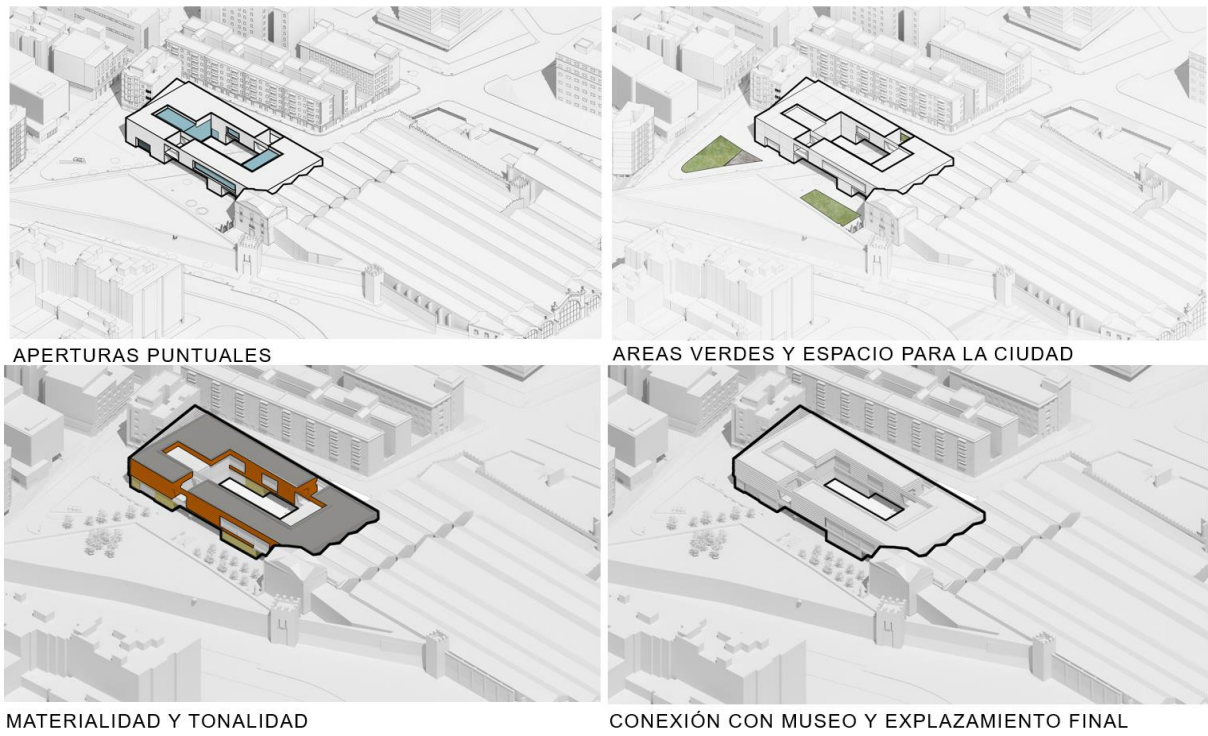 APERTURAS PUNTUALES
AREAS VERDES Y ESPACIO PARA LA CIUDAD
MATERIALIDAD Y TONALIDAD
CONEXIÓN CON MUSEO Y EXPLAZAMIENTO FINAL